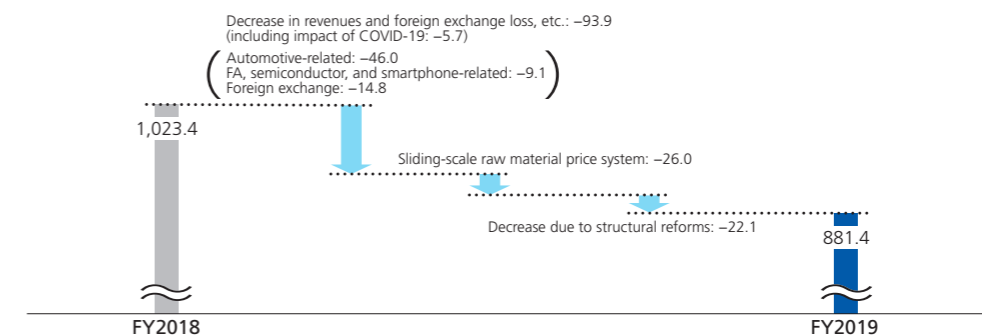 Decrease in revenues and foreign exchange loss, etc.: −93.9
(including impact of COVID-19: −5.7)
(Automotive-related: −46.0
FA, semiconductor, and smartphone-related: −9.1
Foreign exchange: −14.8)
1,023.4
Sliding-scale raw material price system: −26.0
Decrease due to structural reforms: −22.1
881.4
FY2018
FY2019